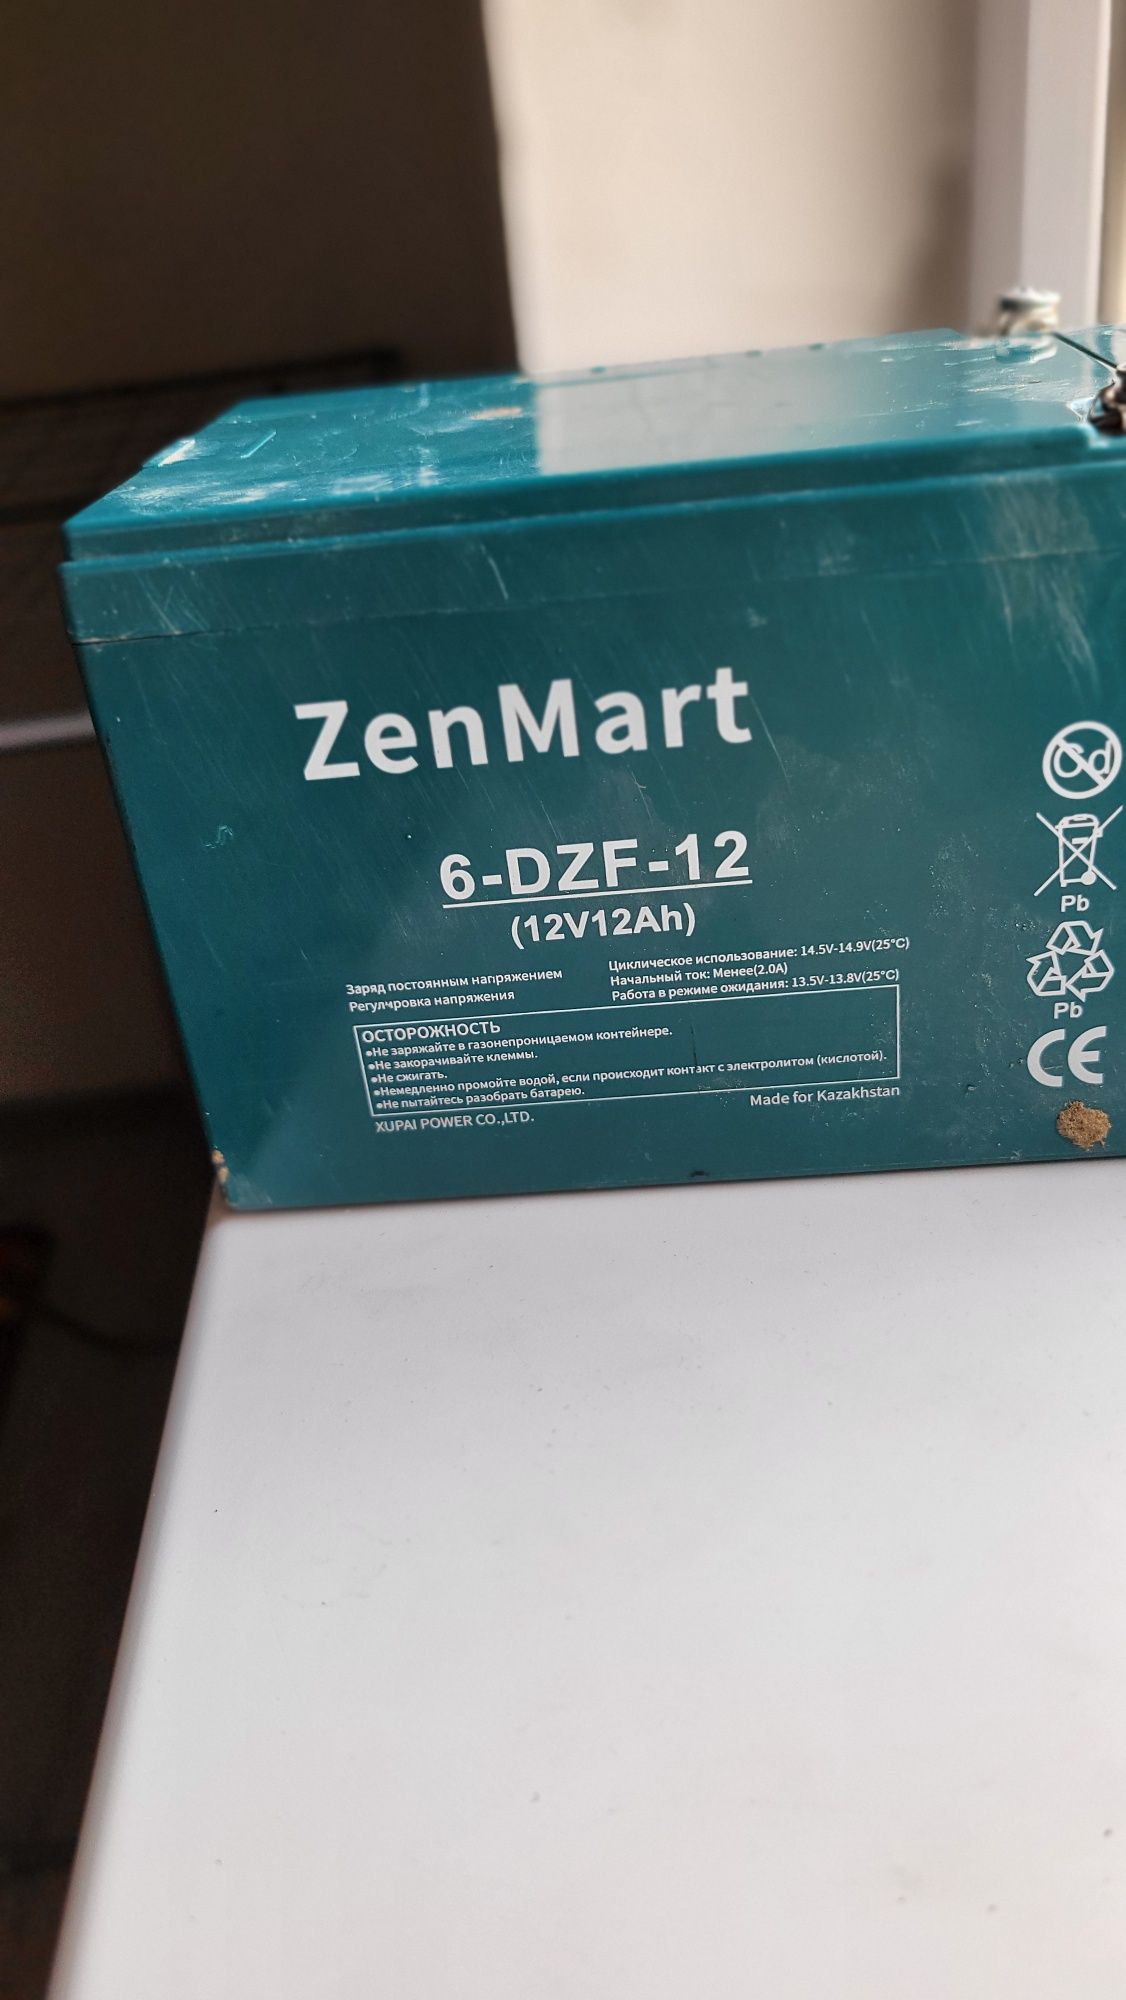 ZenMart
6-DZF-12
(12V12Ah)
Заряд постоянным напряжением
Регулчровка напряжения
Циклическое использование: 14.5V-14.9V(25°C)
Начальный ток: Менее(2.0A)
Работа в режиме ожидания: 13.5V-13.8V(25°C)
ОСТОРОЖНОСТЬ
●Не заряжайте в газонепроницаемом контейнере.
●Не закорачивайте клеммы.
●Не сжигать.
●Немедленно промойте водой, если происходит контакт с электролитом (кислотой).
●Не пытайтесь разобрать батарею.
XUPAI POWER CO.,LTD.
Made for Kazakhstan
Cd
Pb
Pb
CE